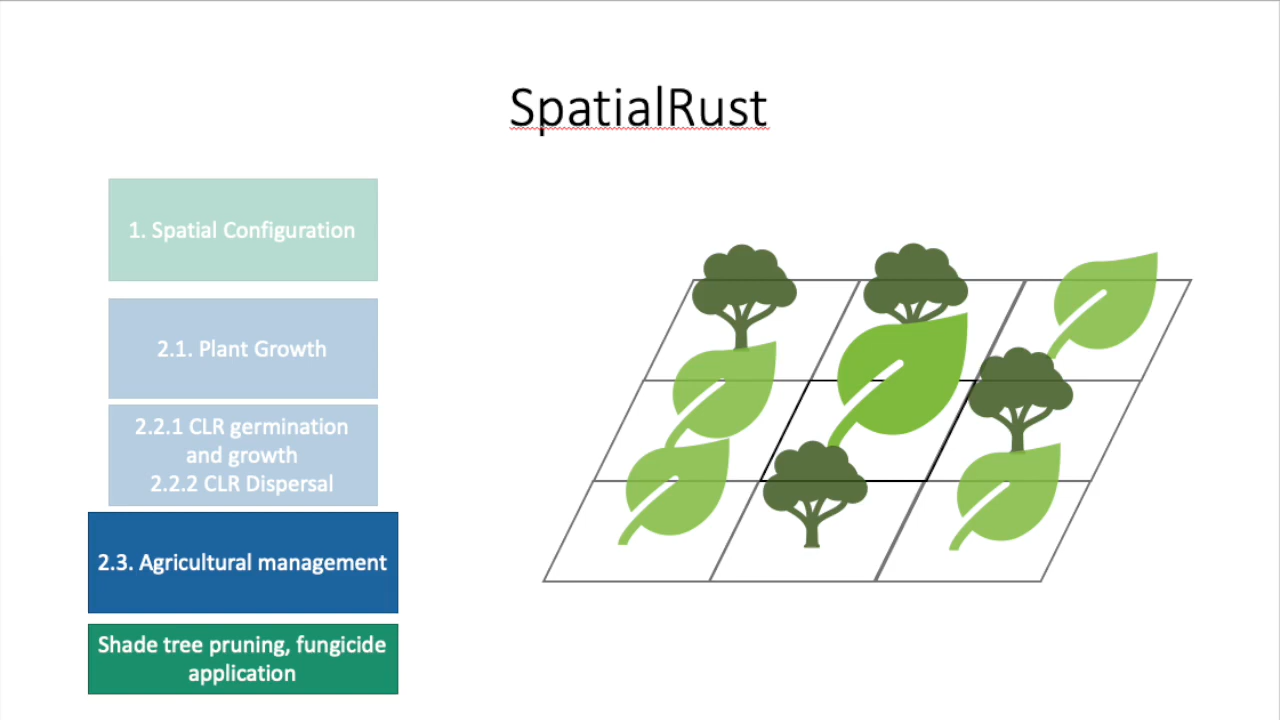 SpatialRust
1. Spatial Configuration
2.1. Plant Growth
2.2.1 CLR germination
and growth
2.2.2 CLR Dispersal
2.3. Agricultural management
Shade tree pruning, fungicide
application